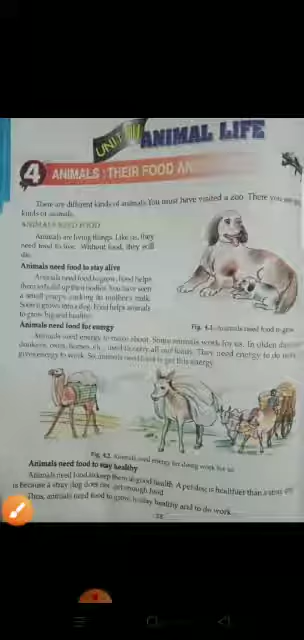 UNIT III
ANIMAL LIFE
4 ANIMALS : THEIR FOOD AN
There are different kinds of animals. You must have visited a zoo. There you see
kinds of animals.
ANIMALS NEED FOOD
Animals are living things. Like us, they
need food to live. Without food, they will
die.
Animals need food to stay alive
Animals need food to grow. Food helps
them to build up their bodies. You have seen
a small puppy sucking its mother's milk.
Soon it grows into a dog. Food helps animals
to grow big and healthy.
Fig. 4.1. Animals need food to grow
Animals need food for energy
Animals need energy to move about. Some animals work for us. In olden days
donkeys, oxen, horses, etc., used to carry all our loads. They need energy to do work
gives energy to work. So, animals need food to get this energy.
Fig. 4.2. Animals need energy for doing work for us
Animals need food to stay healthy
Animals need food to keep them in good health. A pet dog is healthier than a stray
is because a stray dog does not get enough food.
Thus, animals need food to grow, to stay healthy and to do work.